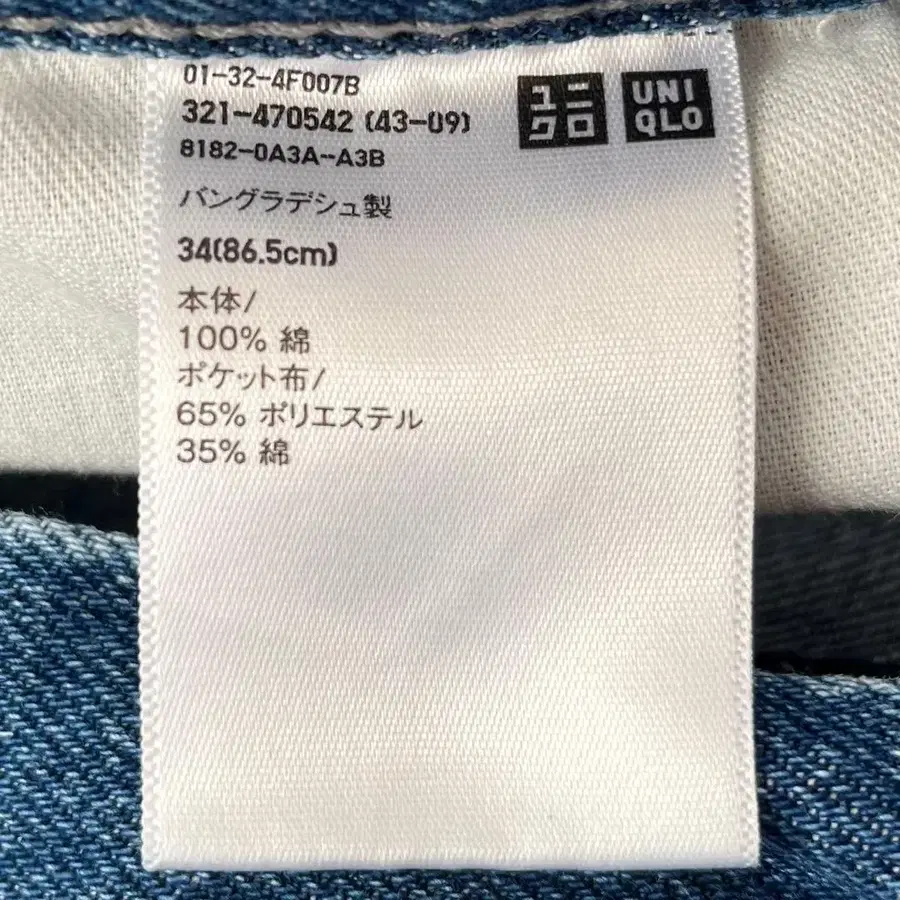 01-32-4F007B
321-470542 (43-09)
8182-0A3A-A3B
バングラデシュ製
34(86.5cm)
本体/
100% 綿
ポケット布/
65% ポリエステル
35% 綿
ユニ
クロ
UNI
QLO